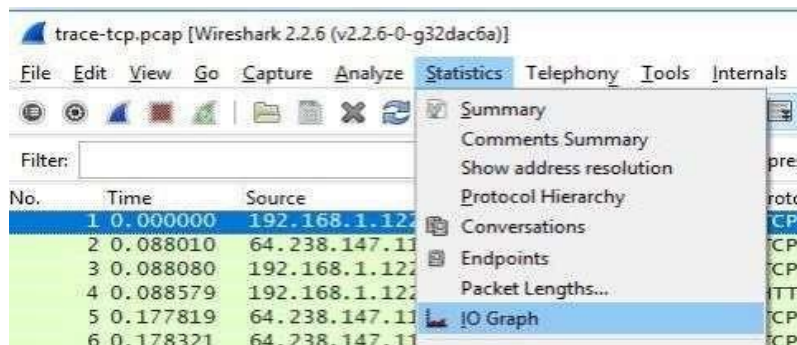 trace-tcp.pcap [Wireshark 2.2.6 (v2.2.6-0-g32dac6a)]
File Edit View Go Capture Analyze Statistics Telephony Tools Internals
Summary
Comments Summary
Show address resolution
Protocol Hierarchy
Conversations
Endpoints
Packet Lengths...
IO Graph
Filter:
No. Time Source
1 0.000000 192.168.1.122
2 0.088010 64.238.147.11
3 0.088080 192.168.1.122
4 0.088579 192.168.1.122
5 0.177819 64.238.147.11
6 0.178321 64.238.147.11